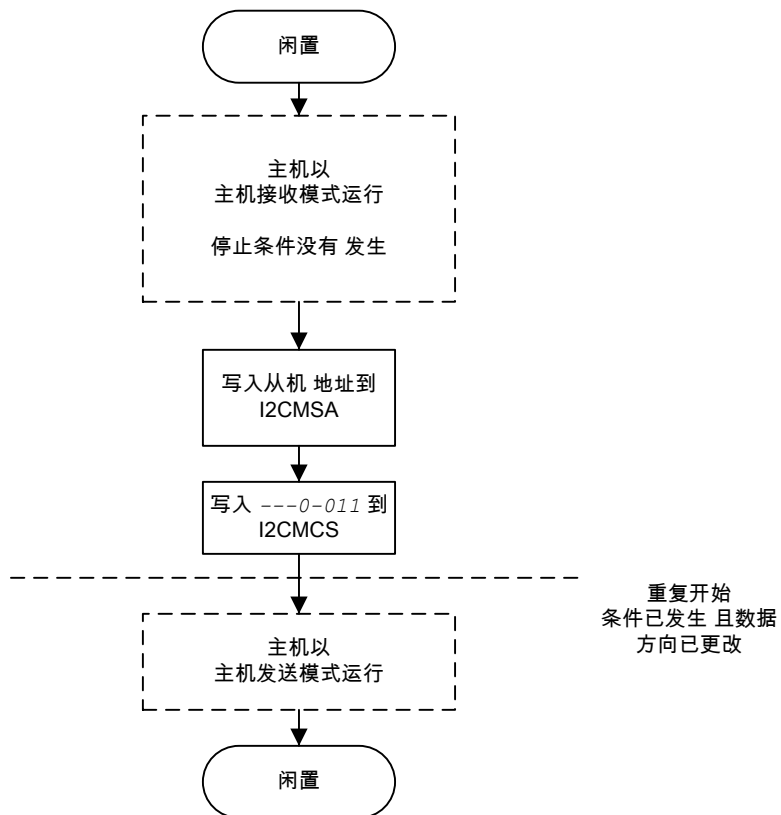 闲置
主机以
主机接收模式运行
停止条件没有 发生
写入从机 地址到
I2CMSA
写入 ---0-011 到
I2CMCS
重复开始
条件已发生 且数据
方向已更改
主机以
主机发送模式运行
闲置